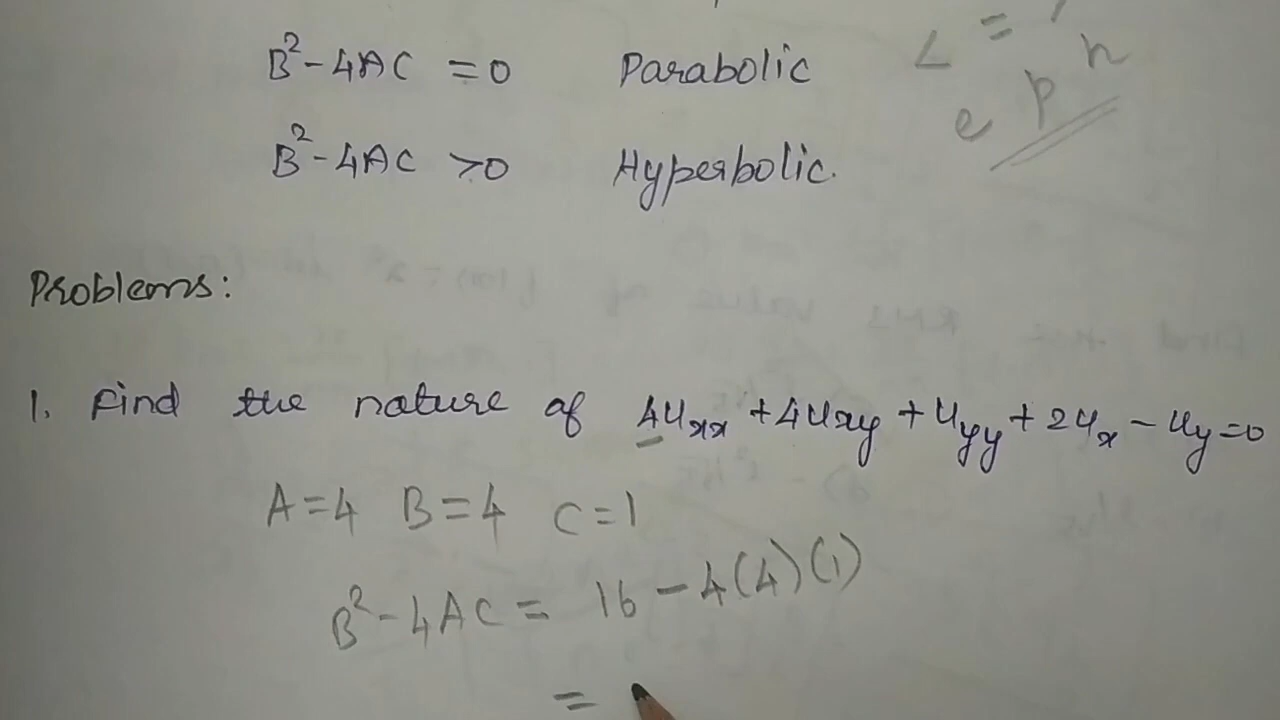 B²-4AC =0 Parabolic
B²-4AC >0 Hyperbolic.
< = >
e p h
Problems:
1. Find the nature of 4uxx +4uxy + uyy + 2ux - uy=0
A=4 B=4 C=1
B²-4AC = 16 - 4(4)(1)
=